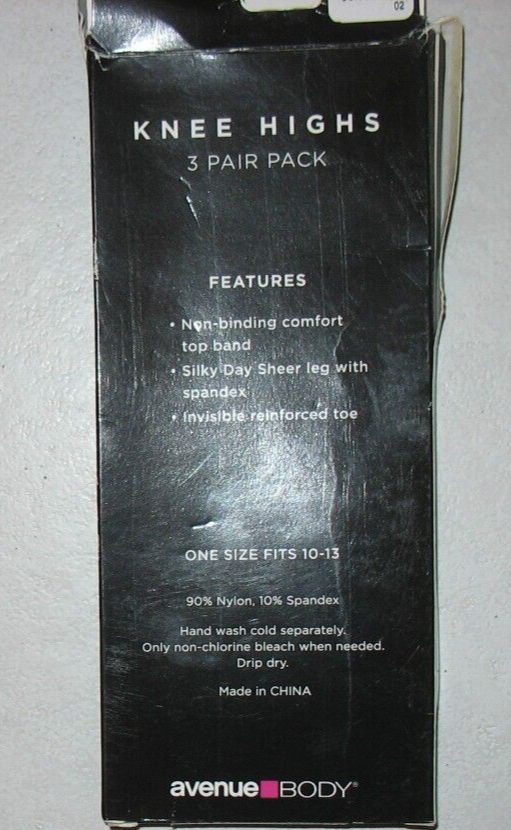 02
KNEE HIGHS
3 PAIR PACK
FEATURES
• Non-binding comfort
top band
• Silky Day Sheer leg with
spandex
• Invisible reinforced toe
ONE SIZE FITS 10-13
90% Nylon, 10% Spandex
Hand wash cold separately.
Only non-chlorine bleach when needed.
Drip dry.
Made in CHINA
avenue BODY®